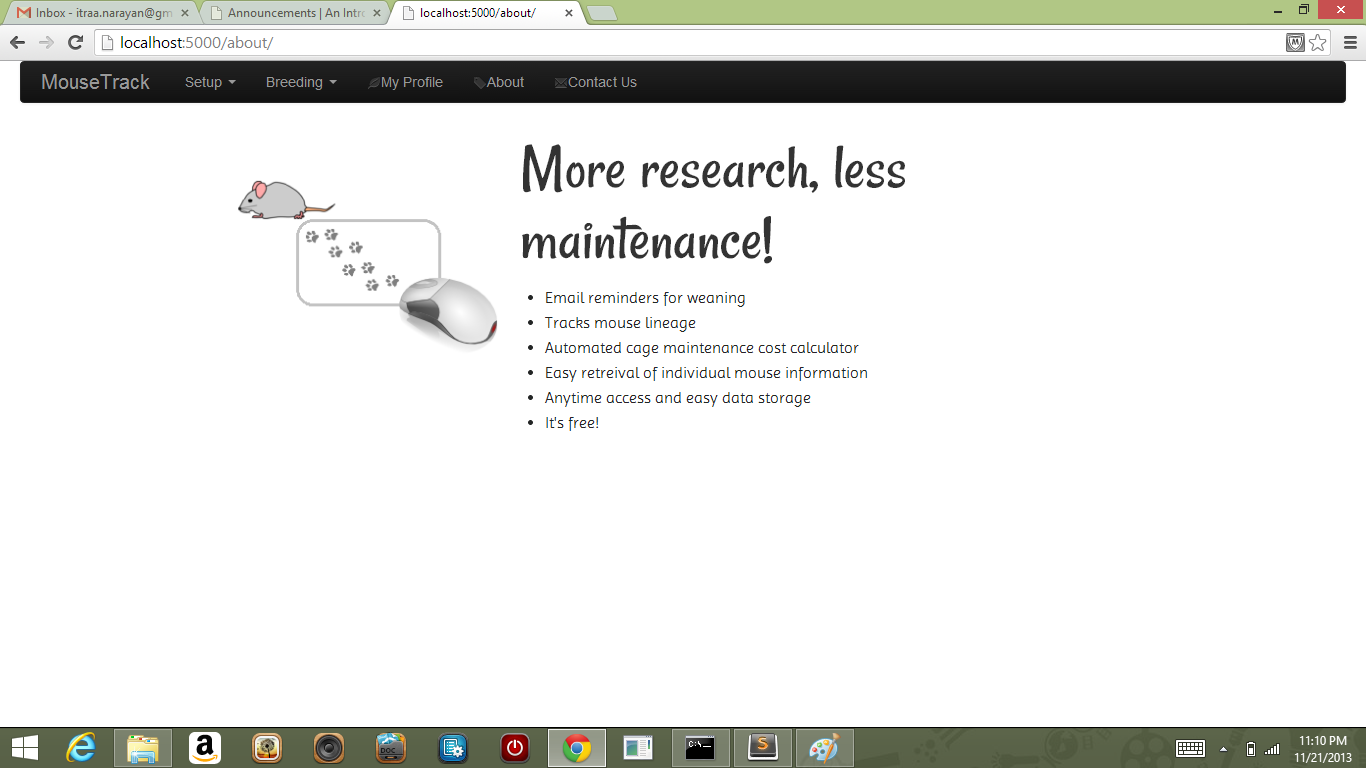 Inbox - itraa.narayan@gm
Announcements | An Intro
localhost:5000/about/
localhost:5000/about/
MouseTrack Setup Breeding My Profile About Contact Us
More research, less
maintenance!
Email reminders for weaning
Tracks mouse lineage
Automated cage maintenance cost calculator
Easy retreival of individual mouse information
Anytime access and easy data storage
It's free!
DOC
C:\_
11:10 PM
11/21/2013